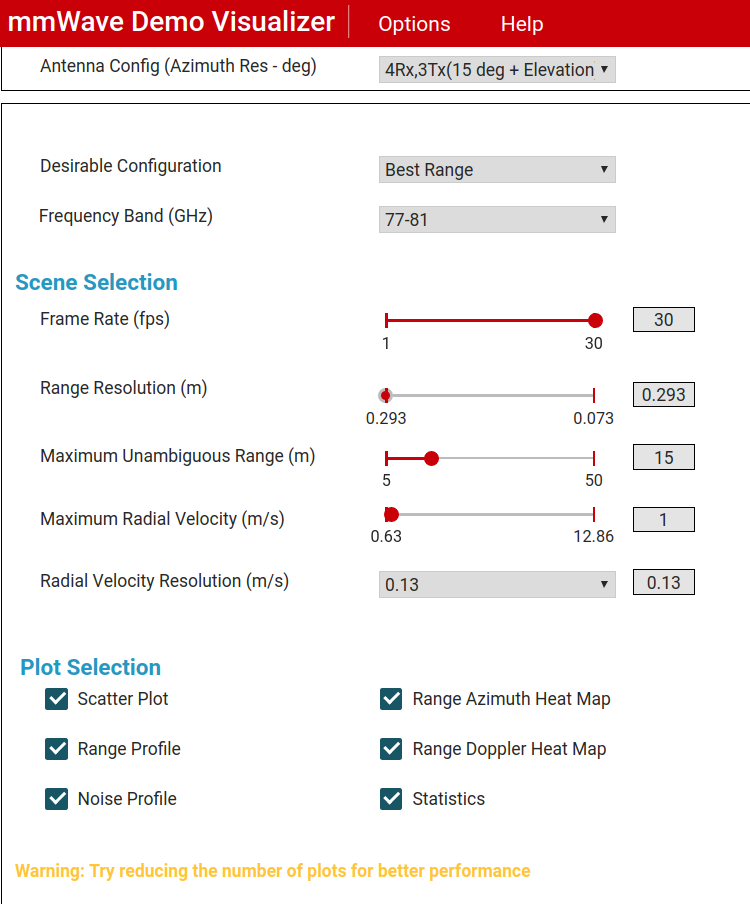 mmWave Demo Visualizer Options Help
Antenna Config (Azimuth Res - deg) 4Rx,3Tx(15 deg + Elevation
Desirable Configuration Best Range
Frequency Band (GHz) 77-81
Scene Selection
Frame Rate (fps) 30
1 30
Range Resolution (m) 0.293
0.293 0.073
Maximum Unambiguous Range (m) 15
5 50
Maximum Radial Velocity (m/s) 1
0.63 12.86
Radial Velocity Resolution (m/s) 0.13 0.13
Plot Selection
Scatter Plot Range Azimuth Heat Map
Range Profile Range Doppler Heat Map
Noise Profile Statistics
Warning: Try reducing the number of plots for better performance